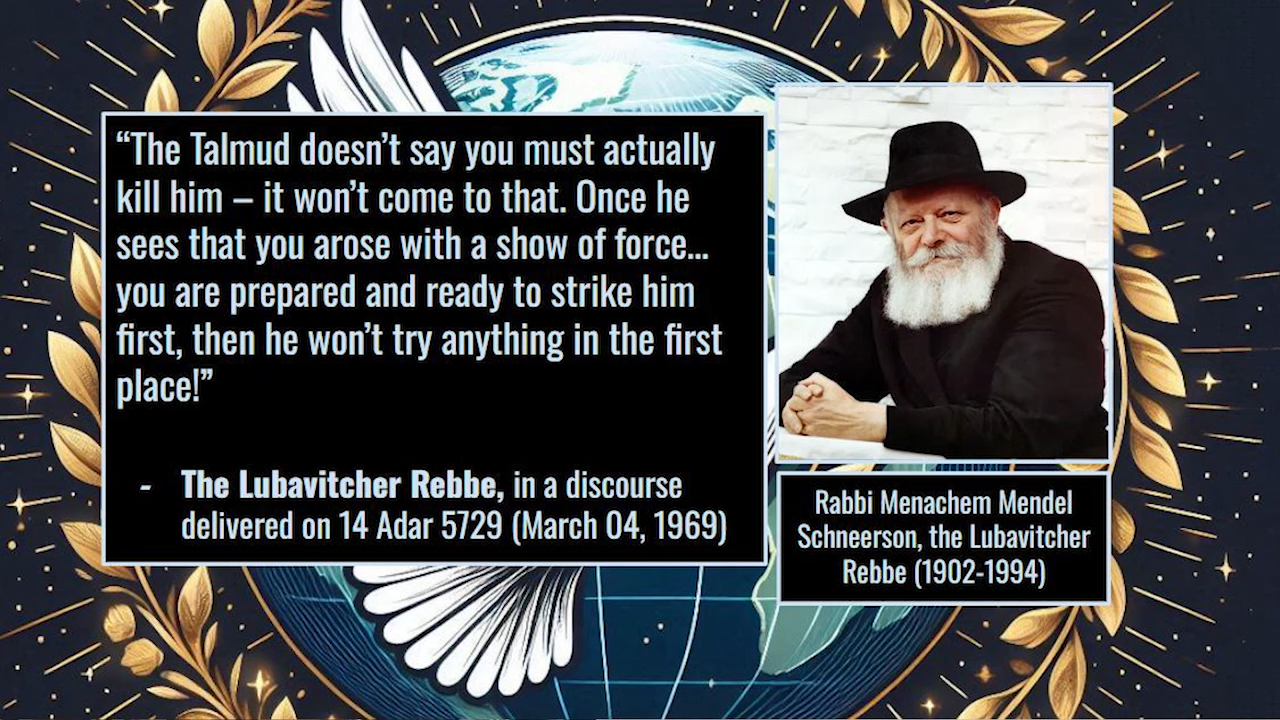 “The Talmud doesn’t say you must actually
kill him – it won’t come to that. Once he
sees that you arose with a show of force...
you are prepared and ready to strike him
first, then he won’t try anything in the first
place!”
- The Lubavitcher Rebbe, in a discourse
delivered on 14 Adar 5729 (March 04, 1969)
Rabbi Menachem Mendel
Schneerson, the Lubavitcher
Rebbe (1902-1994)